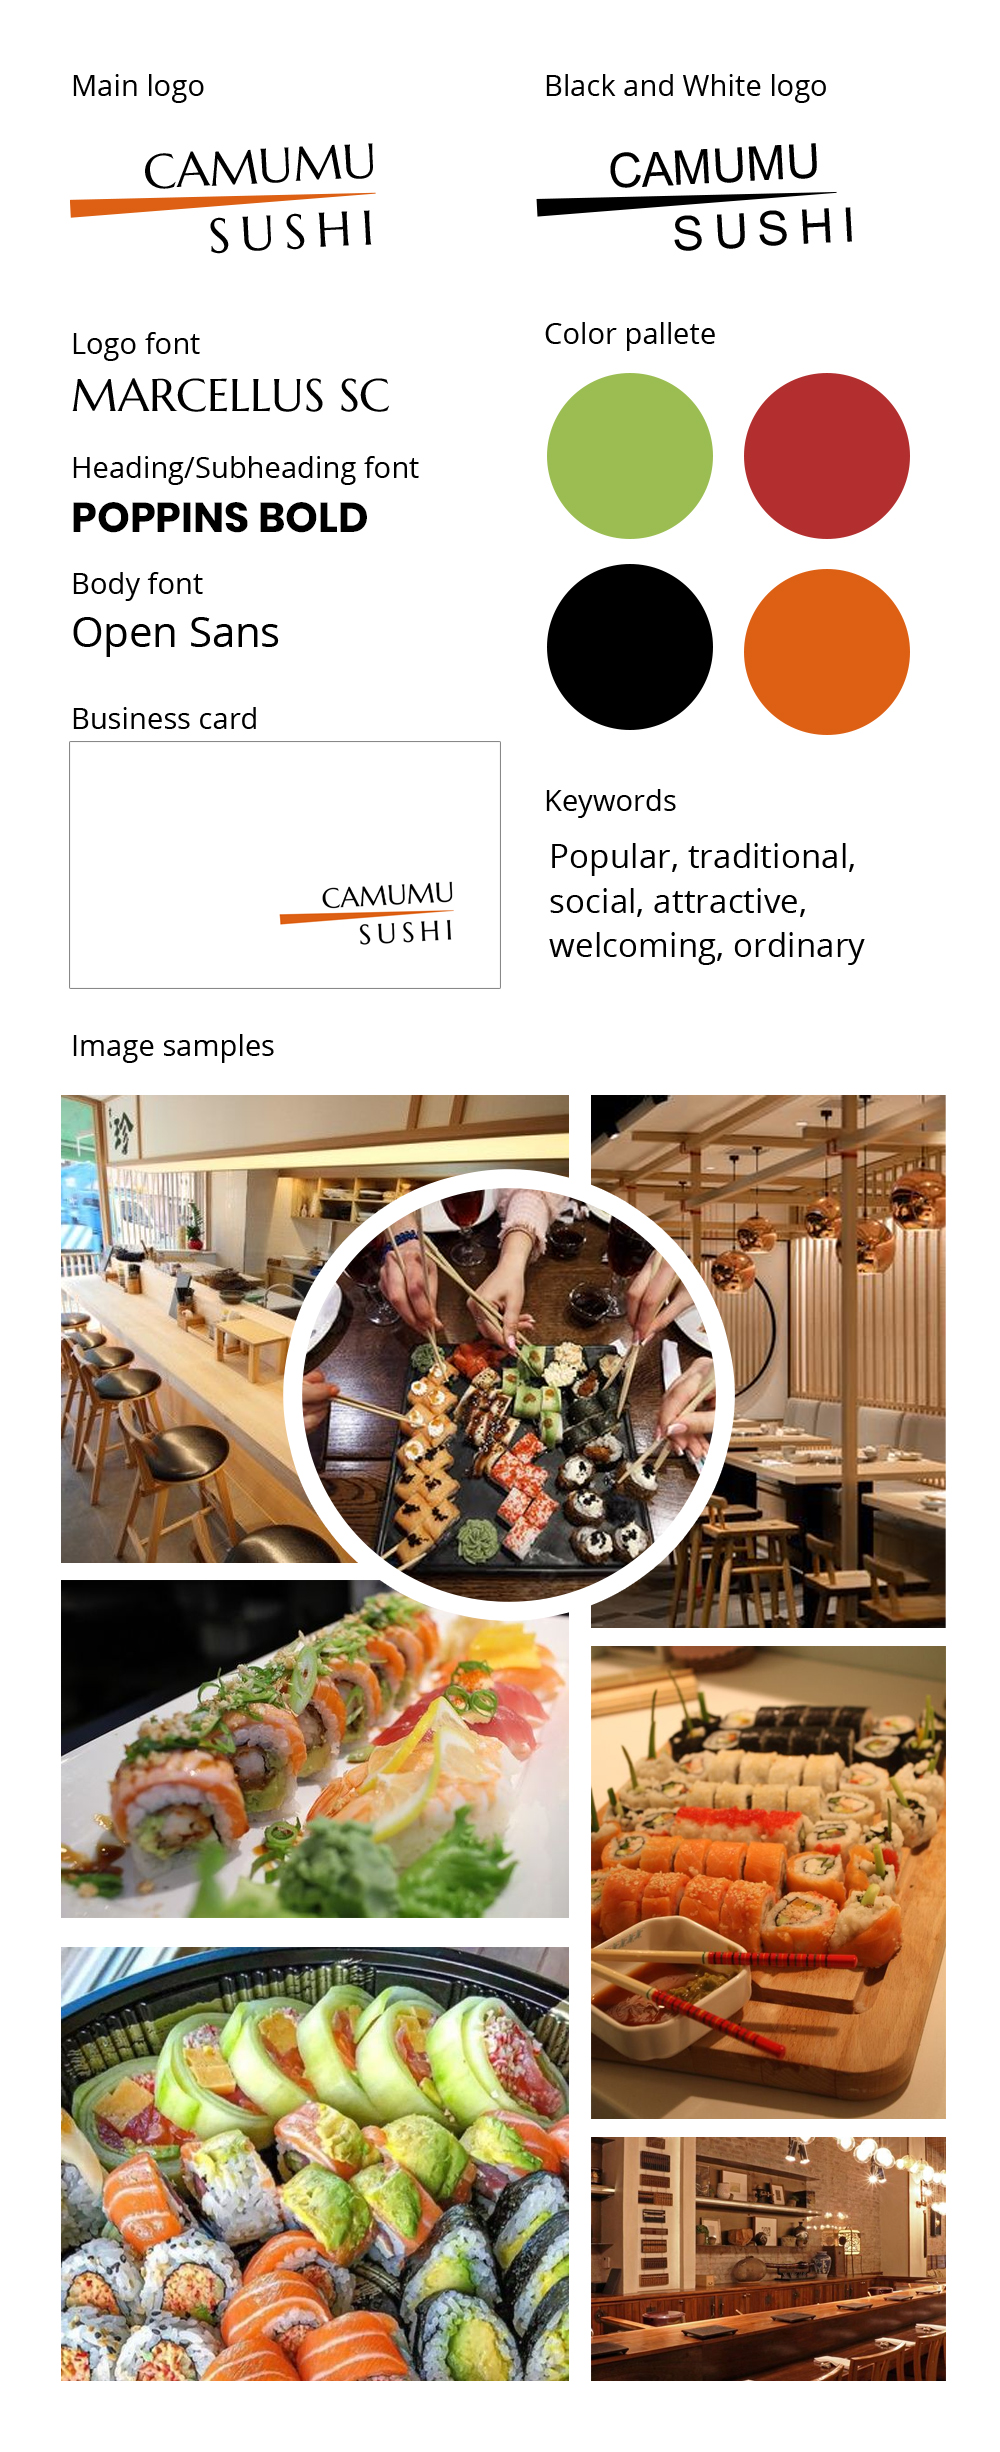 Main logo
CAMUMU
SUSHI
Black and White logo
CAMUMU
SUSHI
Logo font
MARCELLUS SC
Heading/Subheading font
POPPINS BOLD
Body font
Open Sans
Business card
CAMUMU
SUSHI
Color pallete
Keywords
Popular, traditional,
social, attractive,
welcoming, ordinary
Image samples
珍